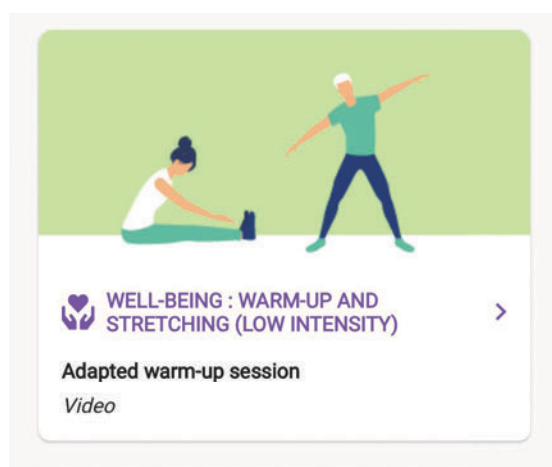 WELL-BEING : WARM-UP AND
STRETCHING (LOW INTENSITY)
Adapted warm-up session
Video